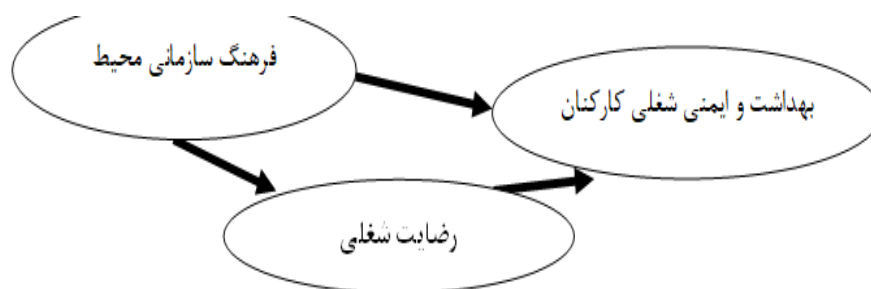 فرهنگ سازمانی محیط
بهداشت و ایمنی شغلی کارکنان
رضایت شغلی